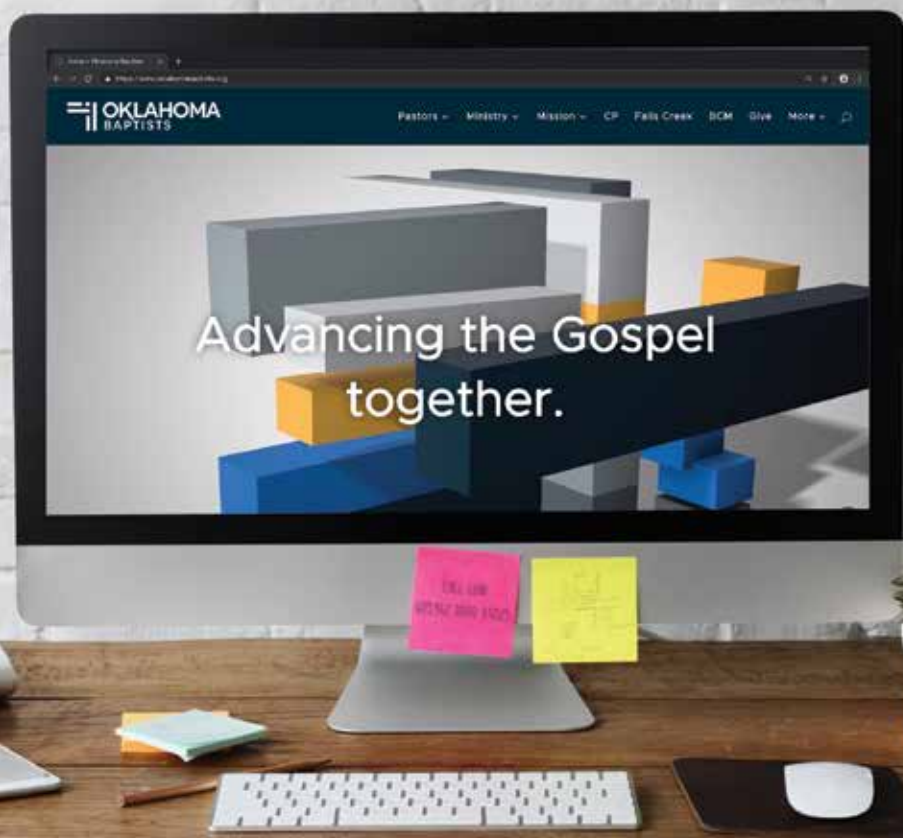 OKLAHOMA
BAPTISTS
Pastors
Ministry
Mission
CP
Falls Creek
BCM
Give
More
Advancing the Gospel
together.